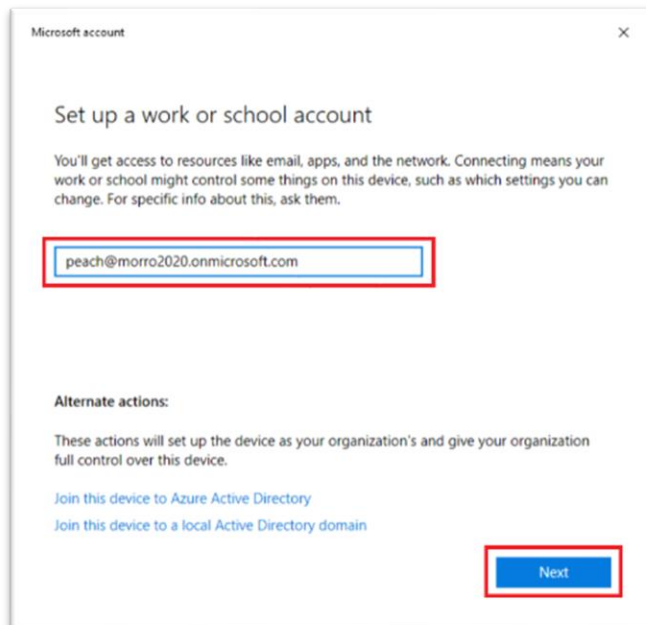 Microsoft account
Set up a work or school account
You'll get access to resources like email, apps, and the network. Connecting means your
work or school might control some things on this device, such as which settings you can
change. For specific info about this, ask them.
peach@morro2020.onmicrosoft.com
Alternate actions:
These actions will set up the device as your organization's and give your organization
full control over this device.
Join this device to Azure Active Directory
Join this device to a local Active Directory domain
Next